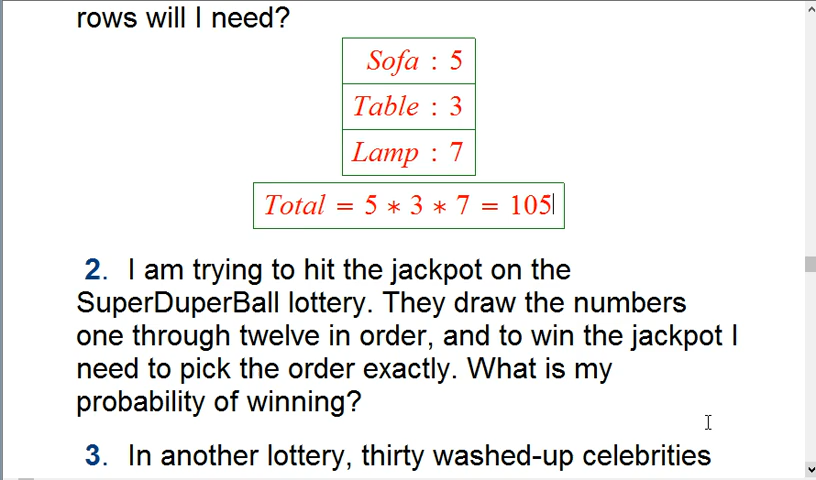 rows will I need?
Sofa : 5
Table : 3
Lamp : 7
Total = 5 * 3 * 7 = 105
2. I am trying to hit the jackpot on the
SuperDuperBall lottery. They draw the numbers
one through twelve in order, and to win the jackpot I
need to pick the order exactly. What is my
probability of winning?
3. In another lottery, thirty washed-up celebrities